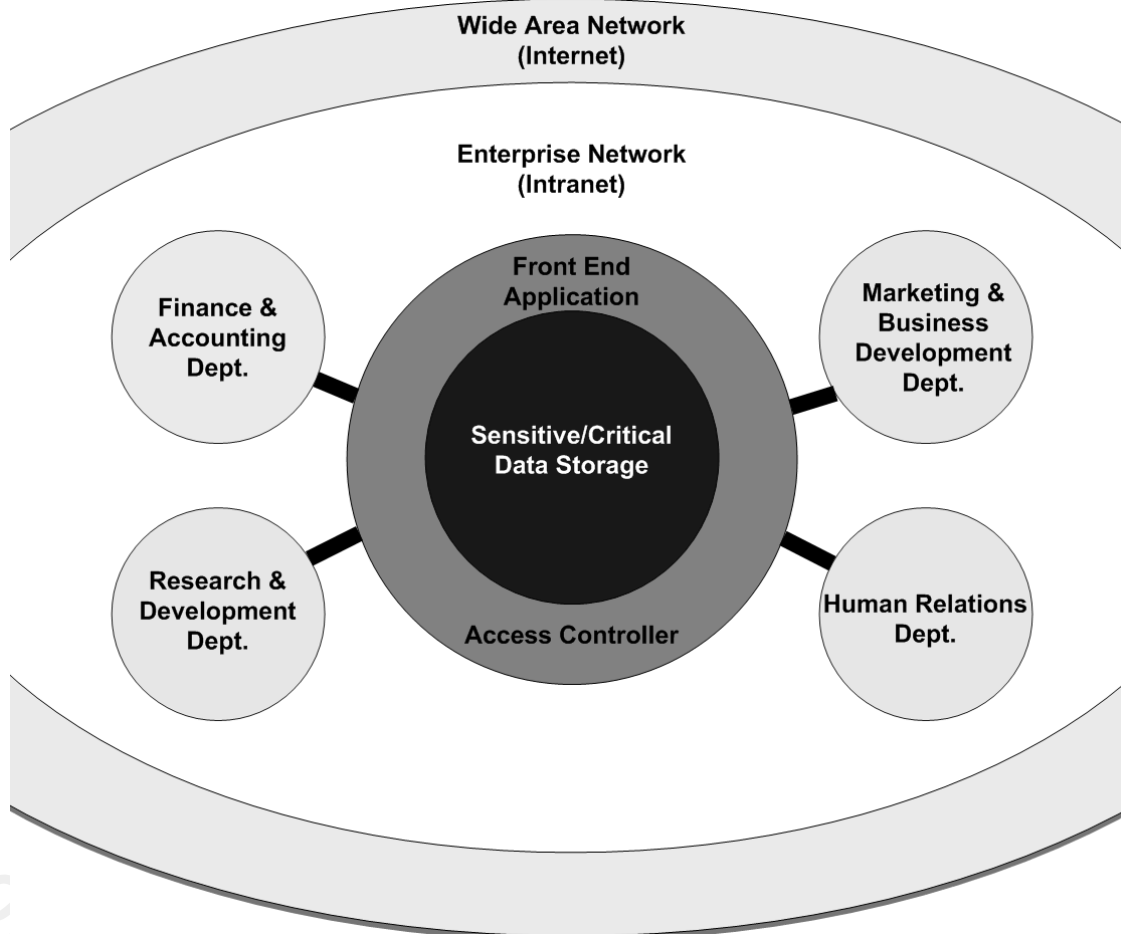 Wide Area Network
(Internet)
Enterprise Network
(Intranet)
Front End
Application
Finance &
Accounting
Dept.
Marketing &
Business
Development
Dept.
Sensitive/Critical
Data Storage
Research &
Development
Dept.
Human Relations
Dept.
Access Controller